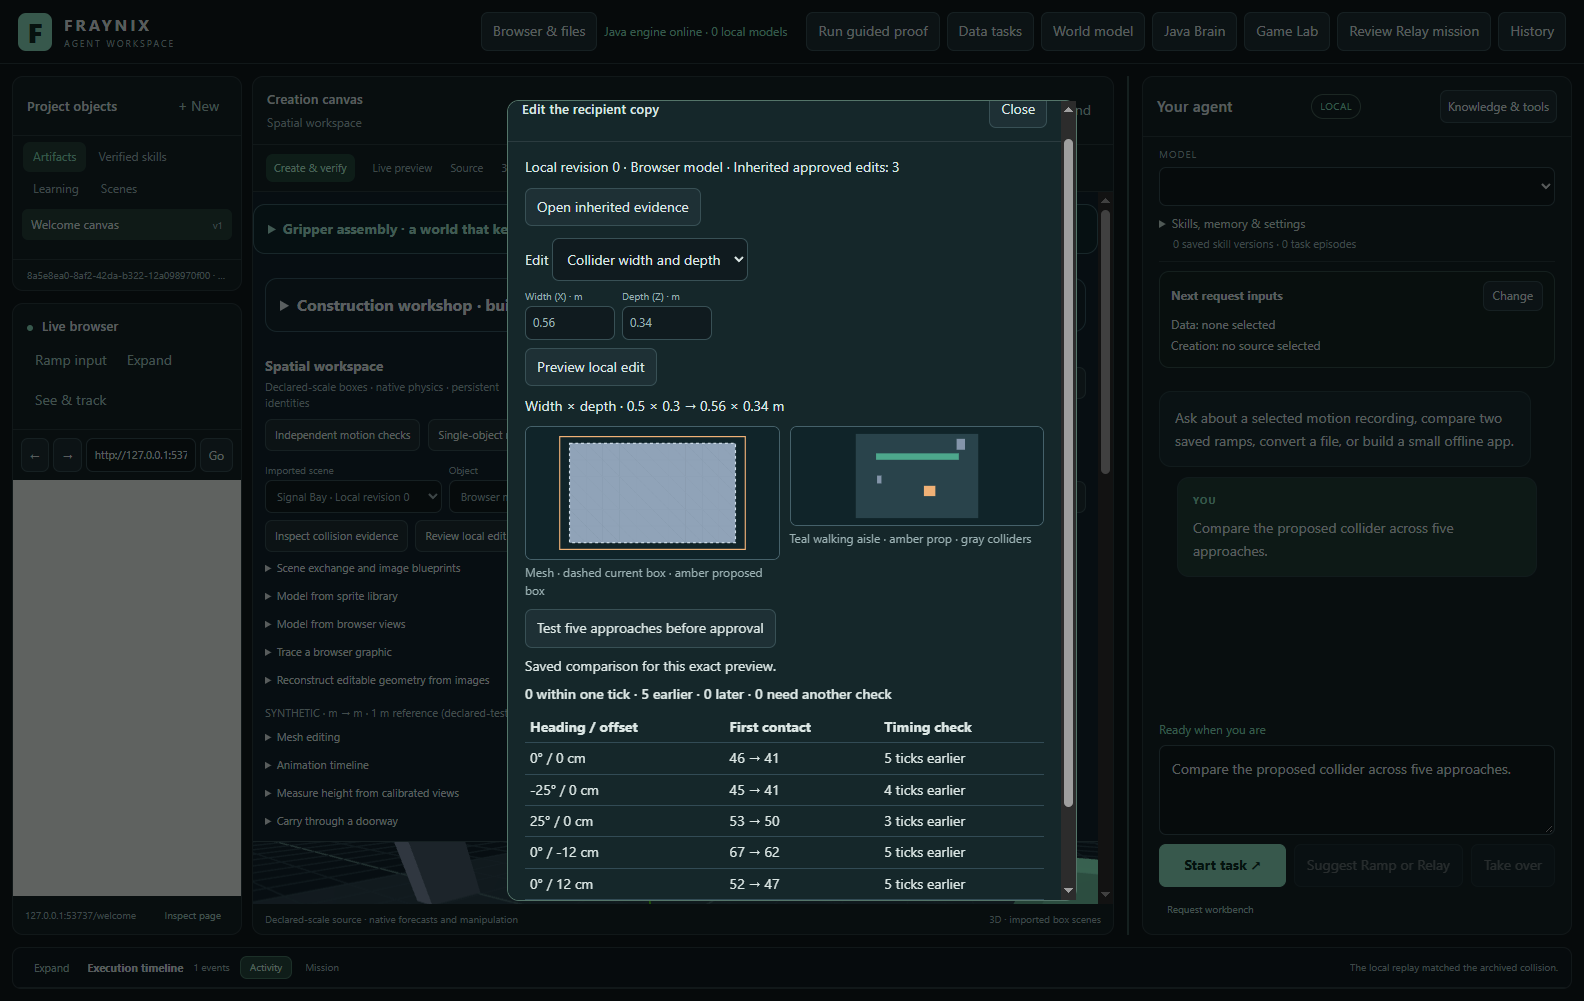 F
FRAYNIX
AGENT WORKSPACE
Browser & files
Java engine online · 0 local models
Run guided proof
Data tasks
World model
Java Brain
Game Lab
Review Relay mission
History
Project objects
+ New
Artifacts
Verified skills
Learning
Scenes
Welcome canvas
v1
8a5e8ea0-8af2-42da-b322-12a098970f00 · ...
Live browser
Ramp input
Expand
See & track
←
→
http://127.0.0.1:537
Go
127.0.0.1:53737/welcome
Inspect page
Creation canvas
Spatial workspace
Create & verify
Live preview
Source
Gripper assembly · a world that ke
Construction workshop · bui
Spatial workspace
Declared-scale boxes · native physics · persistent
identities
Independent motion checks
Single-object
Imported scene
Object
Signal Bay · Local revision 0
Browser
Inspect collision evidence
Review local edit
Scene exchange and image blueprints
Model from sprite library
Model from browser views
Trace a browser graphic
Reconstruct editable geometry from images
SYNTHETIC · m → m · 1 m reference (declared-test
Mesh editing
Animation timeline
Measure height from calibrated views
Carry through a doorway
Declared-scale source · native forecasts and manipulation
3D · imported box scenes
Edit the recipient copy
Close
Local revision 0 · Browser model · Inherited approved edits: 3
Open inherited evidence
Edit
Collider width and depth
Width (X) · m
Depth (Z) · m
0.56
0.34
Preview local edit
Width × depth · 0.5 × 0.3 → 0.56 × 0.34 m
Mesh · dashed current box · amber proposed
box
Teal walking aisle · amber prop · gray colliders
Test five approaches before approval
Saved comparison for this exact preview.
0 within one tick · 5 earlier · 0 later · 0 need another check
Heading / offset
First contact
Timing check
0° / 0 cm
46 → 41
5 ticks earlier
-25° / 0 cm
45 → 41
4 ticks earlier
25° / 0 cm
53 → 50
3 ticks earlier
0° / -12 cm
67 → 62
5 ticks earlier
0° / 12 cm
52 → 47
5 ticks earlier
Your agent
LOCAL
Knowledge & tools
MODEL
Skills, memory & settings
0 saved skill versions · 0 task episodes
Next request inputs
Change
Data: none selected
Creation: no source selected
Ask about a selected motion recording, compare two
saved ramps, convert a file, or build a small offline app.
YOU
Compare the proposed collider across five
approaches.
Ready when you are
Compare the proposed collider across five approaches.
Start task ↗
Suggest Ramp or Relay
Take over
Request workbench
Expand
Execution timeline
1 events
Activity
Mission
The local replay matched the archived collision.